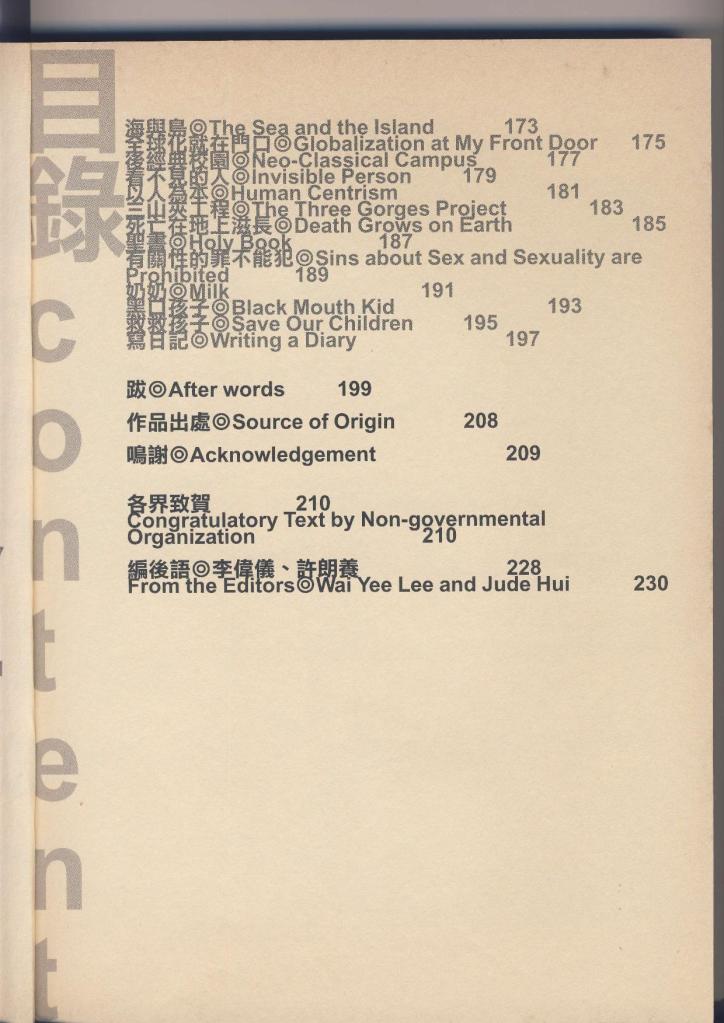 目錄 content
海與島◎The Sea and the Island 173
全球化就在門口◎Globalization at My Front Door 175
後經典校園◎Neo-Classical Campus 177
看不見的人◎Invisible Person 179
以人為本◎Human Centrism 181
三山夾工程◎The Three Gorges Project 183
死亡在地上滋長◎Death Grows on Earth 185
聖書◎Holy Book 187
有關性的罪不能犯◎Sins about Sex and Sexuality are
Prohibited 189
奶奶◎Milk 191
黑口孩子◎Black Mouth Kid 193
救救孩子◎Save Our Children 195
寫日記◎Writing a Diary 197
跋◎After words 199
作品出處◎Source of Origin 208
鳴謝◎Acknowledgement 209
各界致賀 210
Congratulatory Text by Non-governmental
Organization 210
編後語◎李偉儀、許朗養 228
From the Editors◎Wai Yee Lee and Jude Hui 230